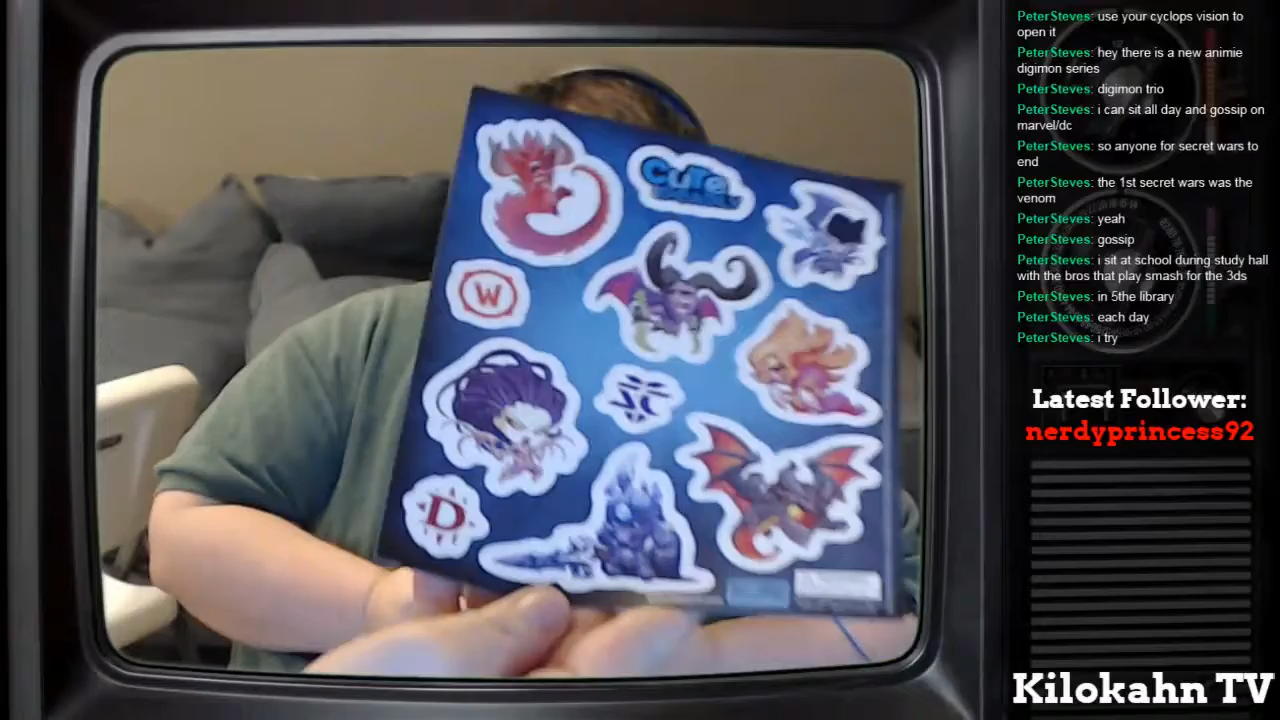 PeterSteves: use your cyclops vision to
open it
PeterSteves: hey there is a new animie
digimon series
PeterSteves: digimon trio
PeterSteves: i can sit all day and gossip on
marvel/dc
PeterSteves: so anyone for secret wars to
end
PeterSteves: the 1st secret wars was the
venom
PeterSteves: yeah
PeterSteves: gossip
PeterSteves: i sit at school during study hall
with the bros that play smash for the 3ds
PeterSteves: in 5the library
PeterSteves: each day
PeterSteves: i try
Latest Follower:
nerdyprincess92
Kilokahn TV
CUTE
W
SC
D